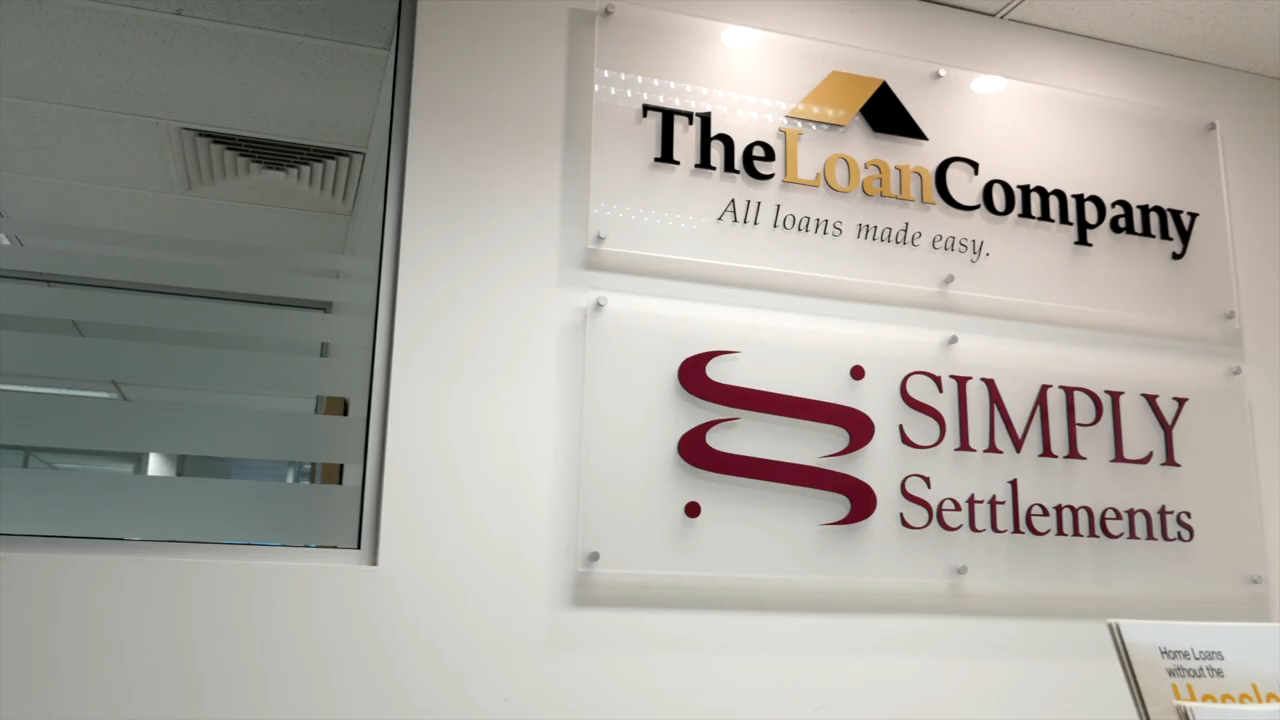 TheLoanCompany
All loans made easy.
SIMPLY
Settlements
Home Loans
without the